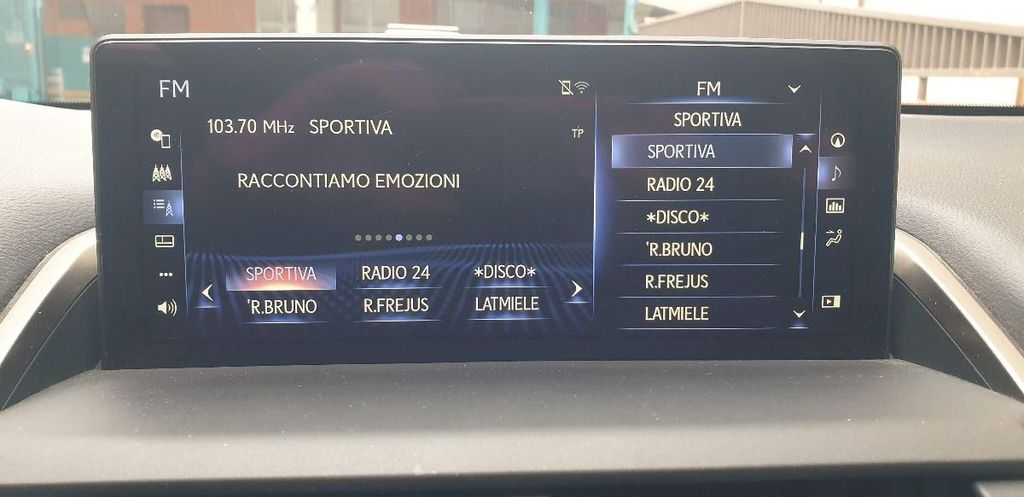 FM
103.70 MHz SPORTIVA
TP
RACCONTIAMO EMOZIONI
SPORTIVA RADIO 24 *DISCO*
'R.BRUNO R.FREJUS LATMIELE
FM
SPORTIVA
SPORTIVA
RADIO 24
*DISCO*
'R.BRUNO
R.FREJUS
LATMIELE